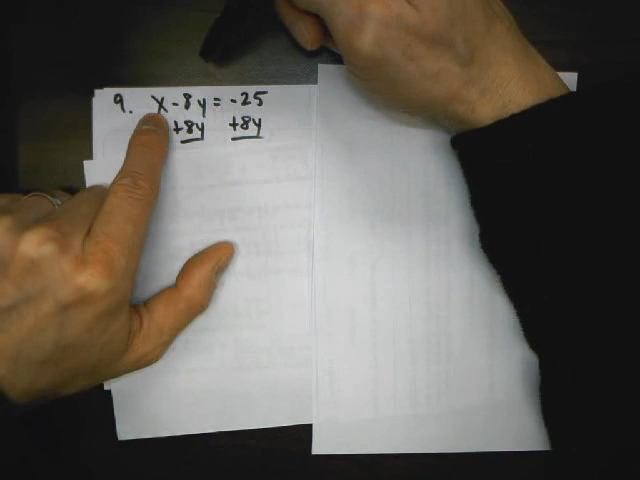 9. x - 8y = -25
+8y +8y